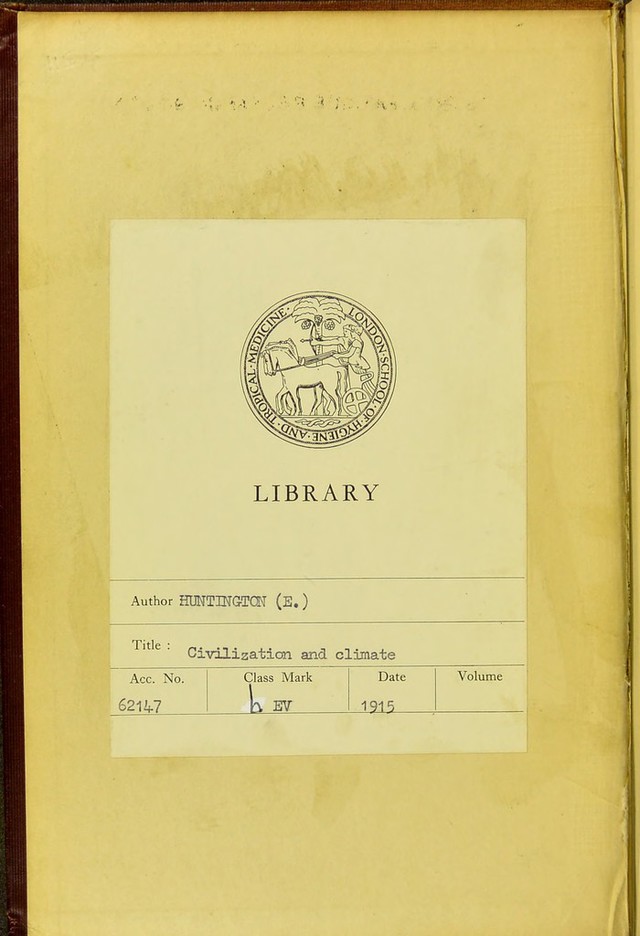 LONDON·SCHOOL·OF·HYGIENE·AND·TROPICAL·MEDICINE·
LIBRARY
Author HUNTINGTON (E.)
Title : Civilization and climate
Acc. No. Class Mark Date Volume
62147 h EV 1915